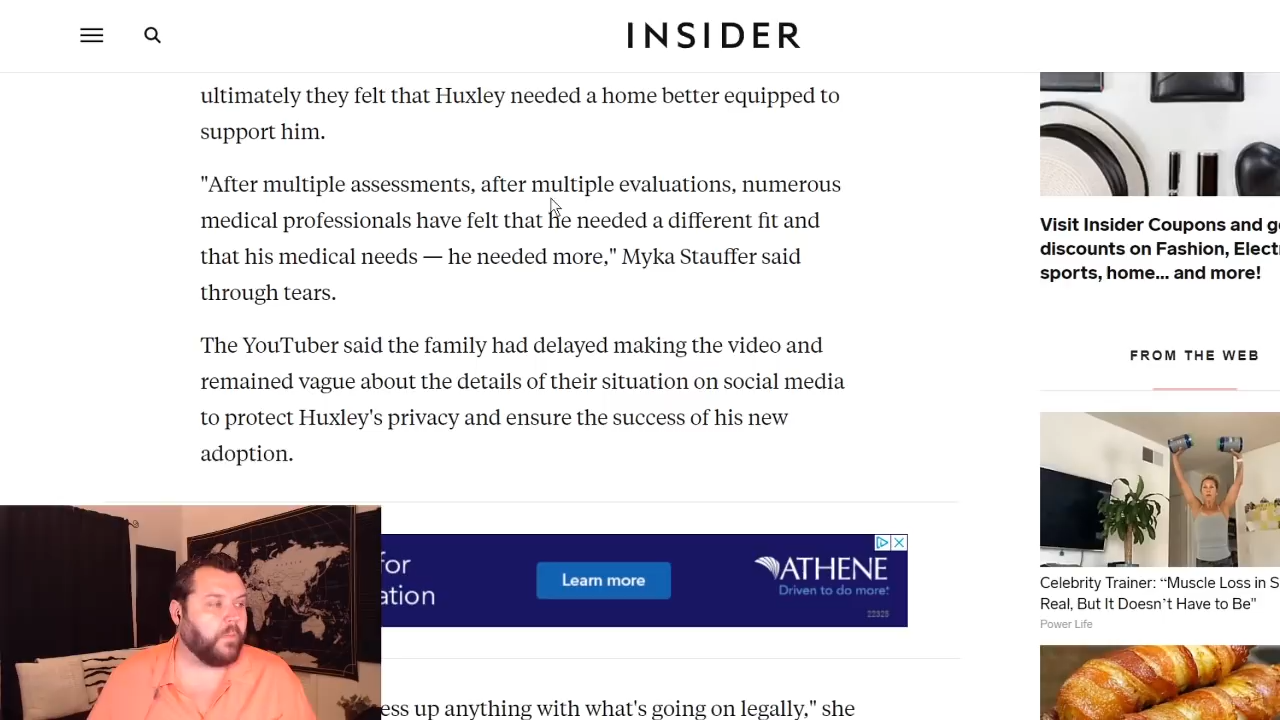 INSIDER
ultimately they felt that Huxley needed a home better equipped to
support him.
"After multiple assessments, after multiple evaluations, numerous
medical professionals have felt that he needed a different fit and
that his medical needs — he needed more," Myka Stauffer said
through tears.
The YouTuber said the family had delayed making the video and
remained vague about the details of their situation on social media
to protect Huxley's privacy and ensure the success of his new
adoption.
for
ation
Learn more
ATHENE
Driven to do more.
22925
ess up anything with what's going on legally," she
Visit Insider Coupons and g
discounts on Fashion, Elect
sports, home... and more!
FROM THE WEB
Celebrity Trainer: “Muscle Loss in S
Real, But It Doesn’t Have to Be"
Power Life